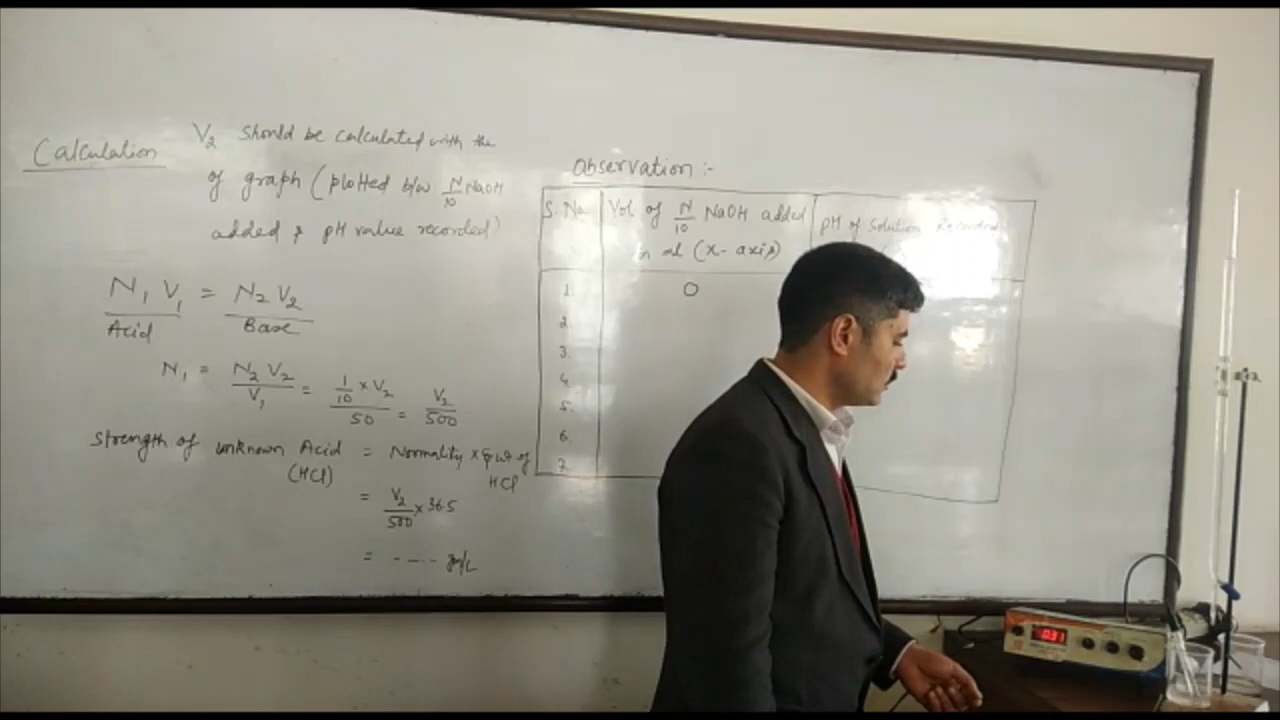 Calculation
V₂ should be calculated with the
of graph (plotted b/w N/10 NaOH
added & pH value recorded)
N₁ V₁ = N₂ V₂
Acid Base
N₁ = N₂ V₂ / V₁ = 1/10 × V₂ / 50 = V₂ / 500
Strength of unknown Acid = Normality × Eq wt of
(HCl) HCl
= V₂ / 500 × 36.5
= ---- gm/L
Observation :-
S. No. Vol of N/10 NaOH added pH of solution recorded
in ml (x-axis)
1. 0
2.
3.
4.
5.
6.
7.